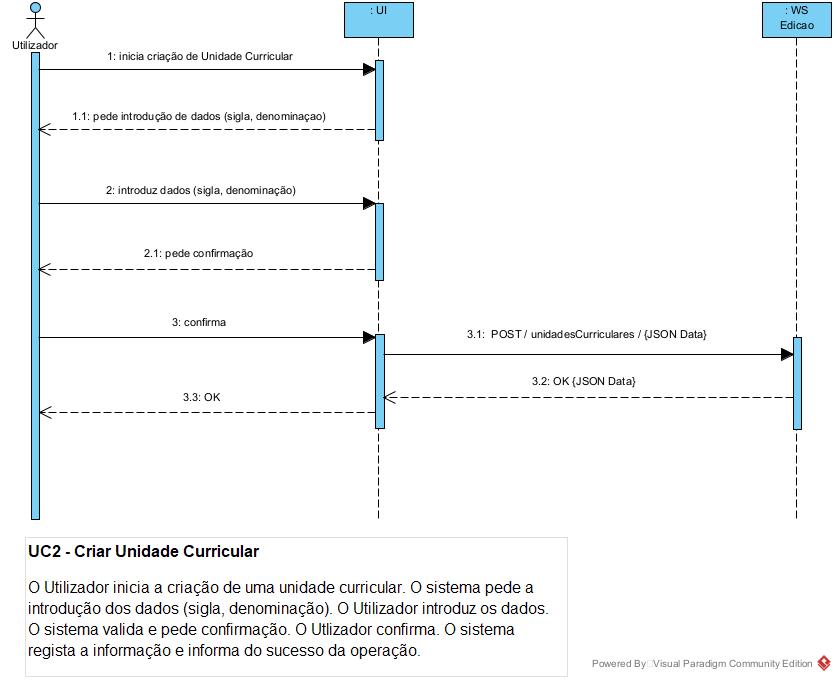 : UI
: WS
Edicao
Utilizador
1: inicia criação de Unidade Curricular
1.1: pede introdução de dados (sigla, denominaçao)
2: introduz dados (sigla, denominação)
2.1: pede confirmação
3: confirma
3.1:  POST / unidadesCurriculares / {JSON Data}
3.2: OK {JSON Data}
3.3: OK
UC2 - Criar Unidade Curricular
O Utilizador inicia a criação de uma unidade curricular. O sistema pede a
introdução dos dados (sigla, denominação). O Utilizador introduz os dados.
O sistema valida e pede confirmação. O Utlizador confirma. O sistema
regista a informação e informa do sucesso da operação.
Powered By Visual Paradigm Community Edition